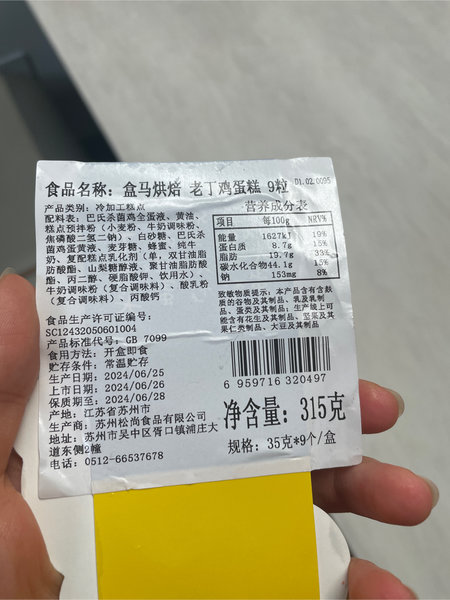 食品名称: 盒马烘焙 老丁鸡蛋糕 9粒 D1.02.0095
产品类别: 冷加工糕点
配料表: 巴氏杀菌鸡全蛋液、黄油、
糕点预拌粉(小麦粉、牛奶调味粉、
焦磷酸二氢二钠)、白砂糖、巴氏杀
菌鸡蛋黄液、麦芽糖、蜂蜜、纯牛
奶、复配糕点乳化剂(单,双甘油脂
肪酸酯、山梨糖醇液、聚甘油脂肪酸
酯、丙二醇、硬脂酸钾、饮用水)、
牛奶调味粉(复合调味料)、酸乳粉
(复合调味料)、丙酸钙
食品生产许可证编号:
SC12432050601004
产品标准代号: GB 7099
食用方法: 开盒即食
贮存条件: 常温贮存
生产日期: 2024/06/25
上市日期: 2024/06/26
保质期至: 2024/06/28
产地: 江苏省苏州市
生产商: 苏州松尚食品有限公司
地址: 苏州市吴中区胥口镇浦庄大
道东侧2幢
电话: 0512-66537678
营养成分表
项目 每100g NRV%
能量 1627kJ 19%
蛋白质 8.7g 15%
脂肪 19.7g 33%
碳水化合物 44.1g 15%
钠 153mg 8%
致敏物质提示: 本产品含有含麸
质的谷物及其制品、乳及乳制
品、蛋类及其制品; 生产线上可
能含有花生及其制品、坚果及其
果仁类制品、大豆及其制品
6 959716 320497
净含量: 315克
规格: 35克*9个/盒